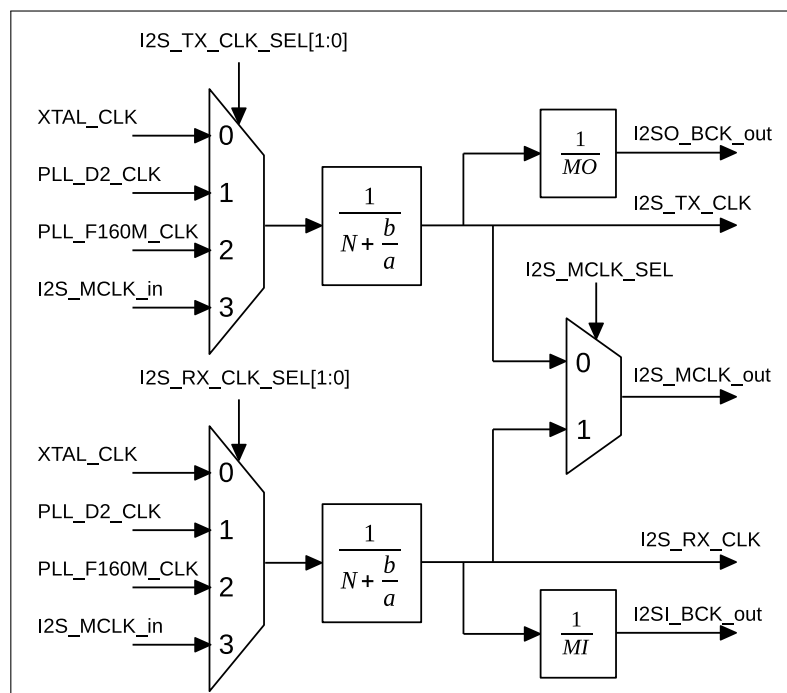 I2S_TX_CLK_SEL[1:0]
XTAL_CLK
0
PLL_D2_CLK
1
PLL_F160M_CLK
2
I2S_MCLK_in
3
1
N + b
a
1
MO
I2SO_BCK_out
I2S_TX_CLK
I2S_MCLK_SEL
0
1
I2S_MCLK_out
I2S_RX_CLK_SEL[1:0]
XTAL_CLK
0
PLL_D2_CLK
1
PLL_F160M_CLK
2
I2S_MCLK_in
3
1
N + b
a
I2S_RX_CLK
1
MI
I2SI_BCK_out